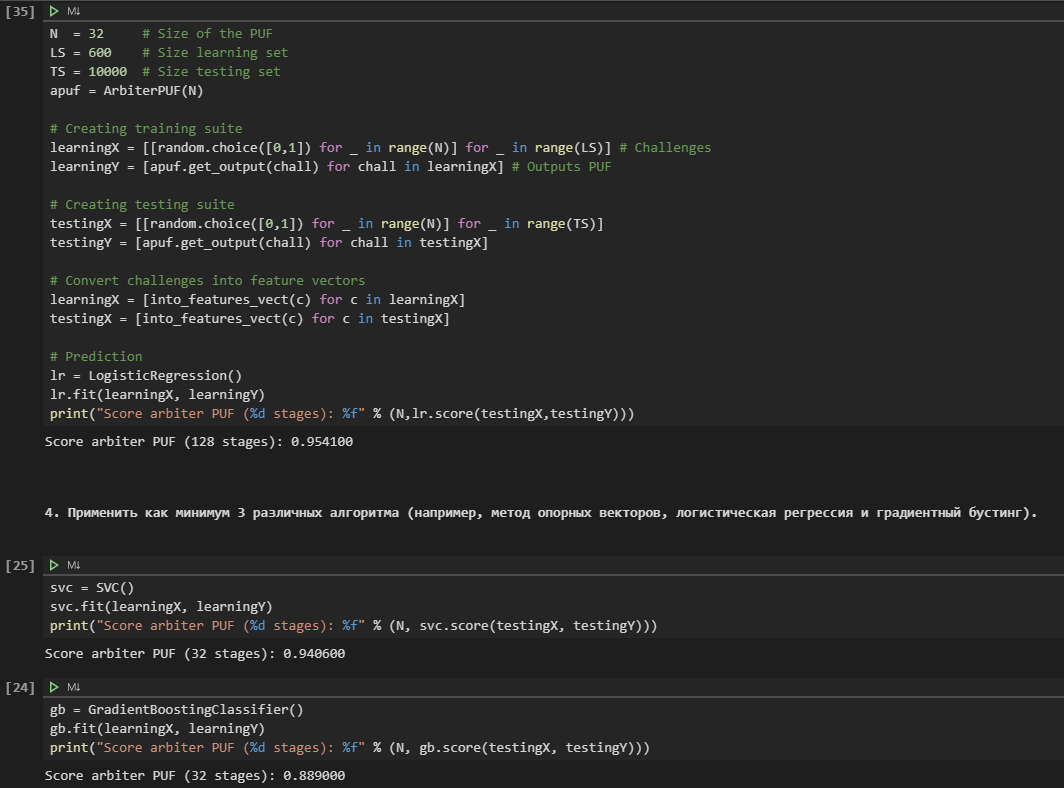 [35] M↓
N  = 32     # Size of the PUF
LS = 600    # Size learning set
TS = 10000  # Size testing set
apuf = ArbiterPUF(N)
# Creating training suite
learningX = [[random.choice([0,1]) for _ in range(N)] for _ in range(LS)] # Challenges
learningY = [apuf.get_output(chall) for chall in learningX] # Outputs PUF
# Creating testing suite
testingX = [[random.choice([0,1]) for _ in range(N)] for _ in range(TS)]
testingY = [apuf.get_output(chall) for chall in testingX]
# Convert challenges into feature vectors
learningX = [into_features_vect(c) for c in learningX]
testingX = [into_features_vect(c) for c in testingX]
# Prediction
lr = LogisticRegression()
lr.fit(learningX, learningY)
print("Score arbiter PUF (%d stages): %f" % (N,lr.score(testingX,testingY)))
Score arbiter PUF (128 stages): 0.954100
4. Применить как минимум 3 различных алгоритма (например, метод опорных векторов, логистическая регрессия и градиентный бустинг).
[25] M↓
svc = SVC()
svc.fit(learningX, learningY)
print("Score arbiter PUF (%d stages): %f" % (N, svc.score(testingX, testingY)))
Score arbiter PUF (32 stages): 0.940600
[24] M↓
gb = GradientBoostingClassifier()
gb.fit(learningX, learningY)
print("Score arbiter PUF (%d stages): %f" % (N, gb.score(testingX, testingY)))
Score arbiter PUF (32 stages): 0.889000